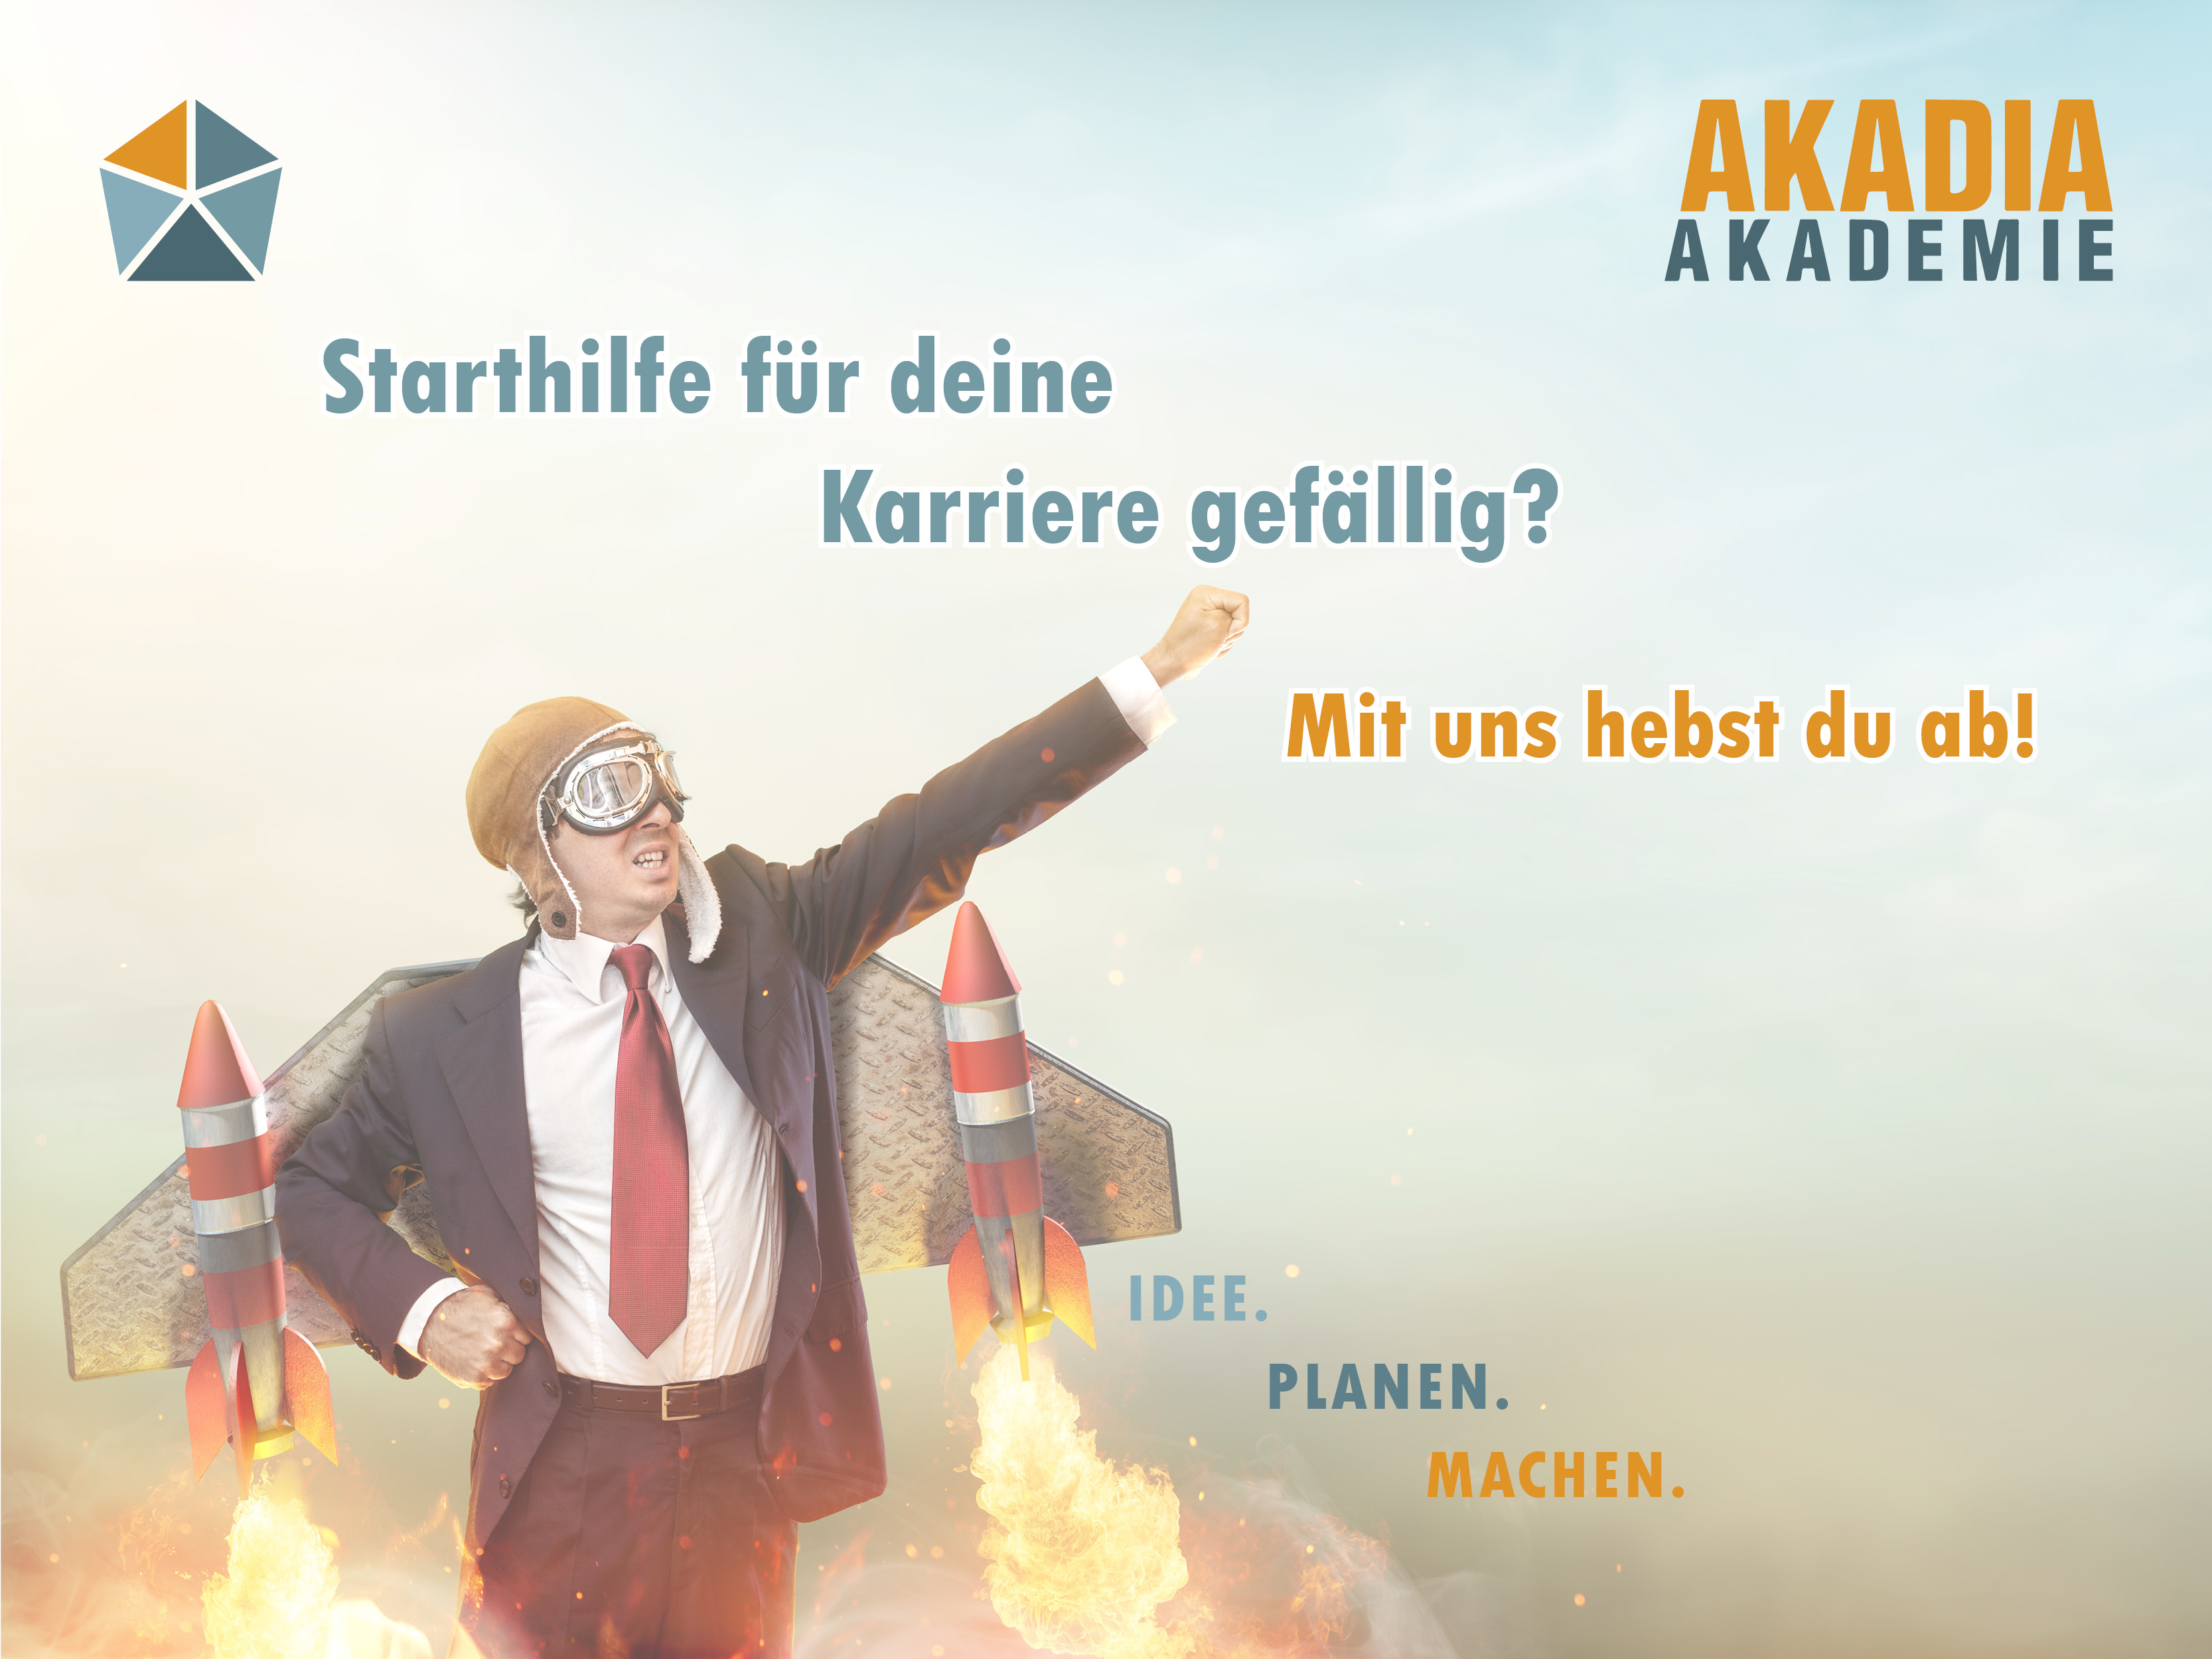 AKADIA
AKADEMIE
Starthilfe für deine
Karriere gefällig?
Mit uns hebst du ab!
IDEE.
PLANEN.
MACHEN.